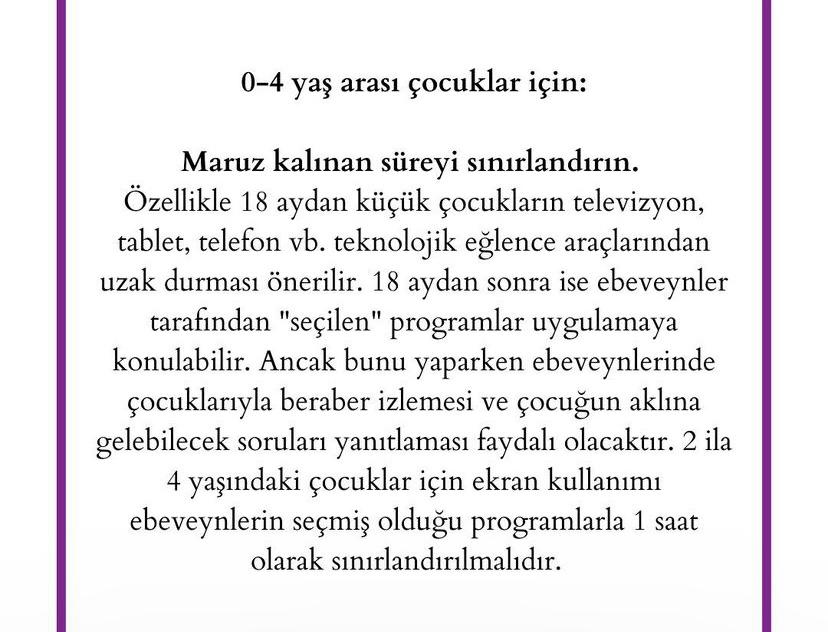 0-4 yaş arası çocuklar için:
Maruz kalınan süreyi sınırlandırın.
Özellikle 18 aydan küçük çocukların televizyon,
tablet, telefon vb. teknolojik eğlence araçlarından
uzak durması önerilir. 18 aydan sonra ise ebeveynler
tarafından "seçilen" programlar uygulamaya
konulabilir. Ancak bunu yaparken ebeveynlerinde
çocuklarıyla beraber izlemesi ve çocuğun aklına
gelebilecek soruları yanıtlaması faydalı olacaktır. 2 ila
4 yaşındaki çocuklar için ekran kullanımı
ebeveynlerin seçmiş olduğu programlarla 1 saat
olarak sınırlandırılmalıdır.